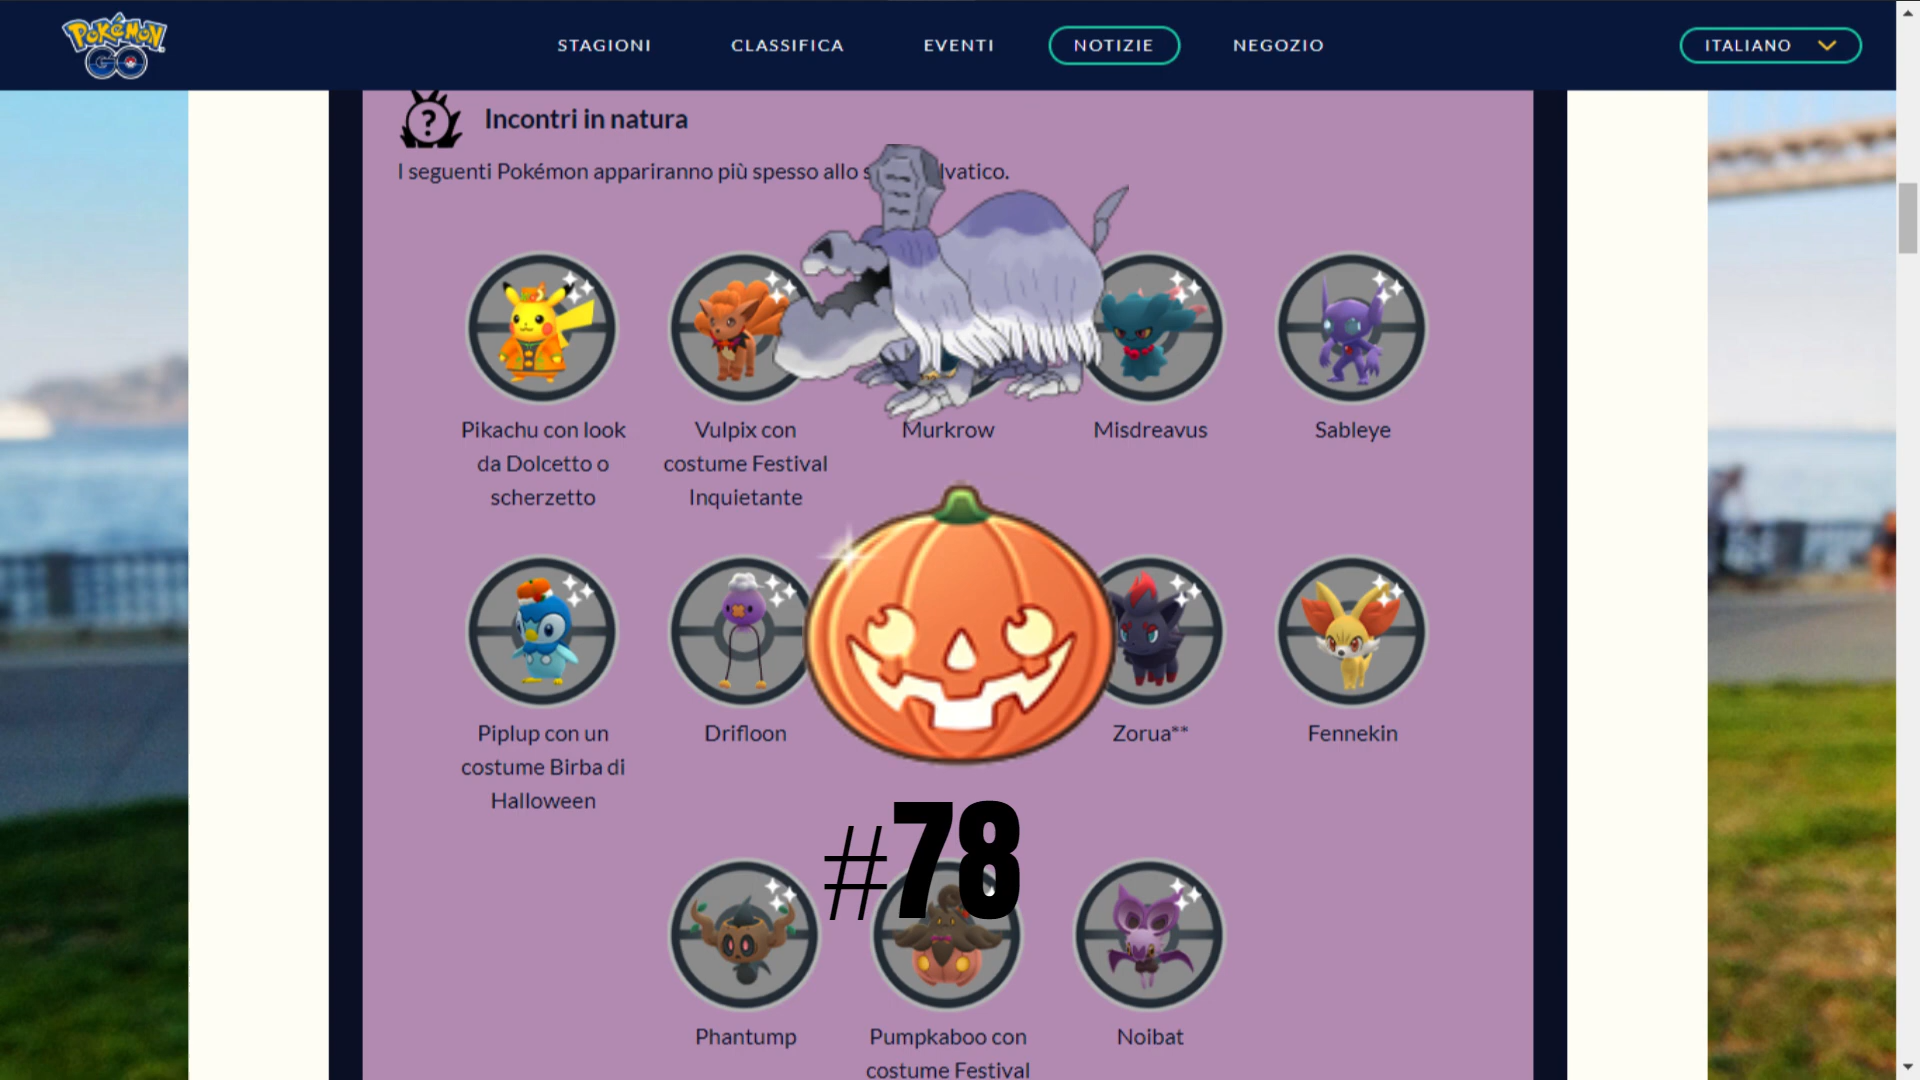 POKÉMON
GO
STAGIONI
CLASSIFICA
EVENTI
NOTIZIE
NEGOZIO
ITALIANO
Incontri in natura
I seguenti Pokémon appariranno più spesso allo s lvatico.
Pikachu con look
da Dolcetto o
scherzetto
Vulpix con
costume Festival
Inquietante
Murkrow
Misdreavus
Sableye
Piplup con un
costume Birba di
Halloween
Drifloon
Zorua**
Fennekin
#78
Phantump
Pumpkaboo con
costume Festival
Noibat